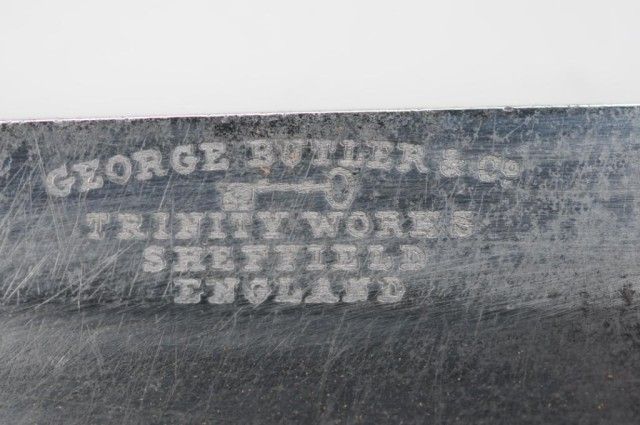 GEORGE BUTLER & Co
TRINITY WORKS
SHEFFIELD
ENGLAND